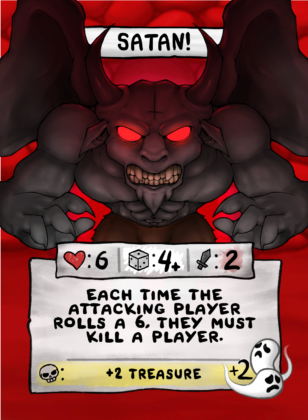 SATAN!
:6 :4+ :2
EACH TIME THE
ATTACKING PLAYER
ROLLS A 6, THEY MUST
KILL A PLAYER.
: +2 TREASURE +2